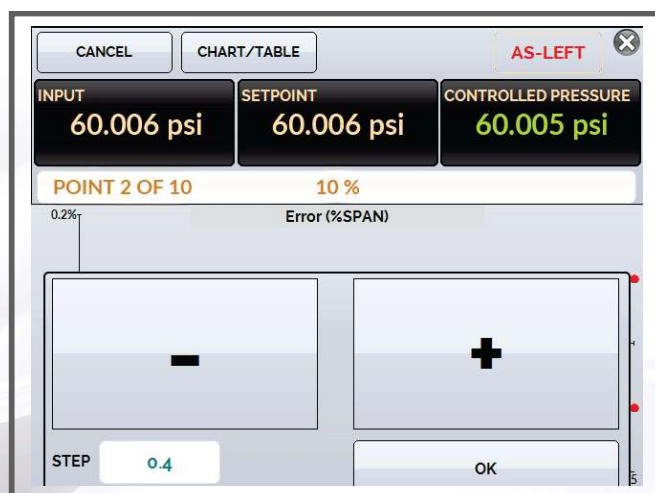 CANCEL CHART/TABLE AS-LEFT
INPUT SETPOINT CONTROLLED PRESSURE
60.006 psi 60.006 psi 60.005 psi
POINT 2 OF 10 10 %
0.2% Error (%SPAN)
- +
STEP 0.4 OK
5